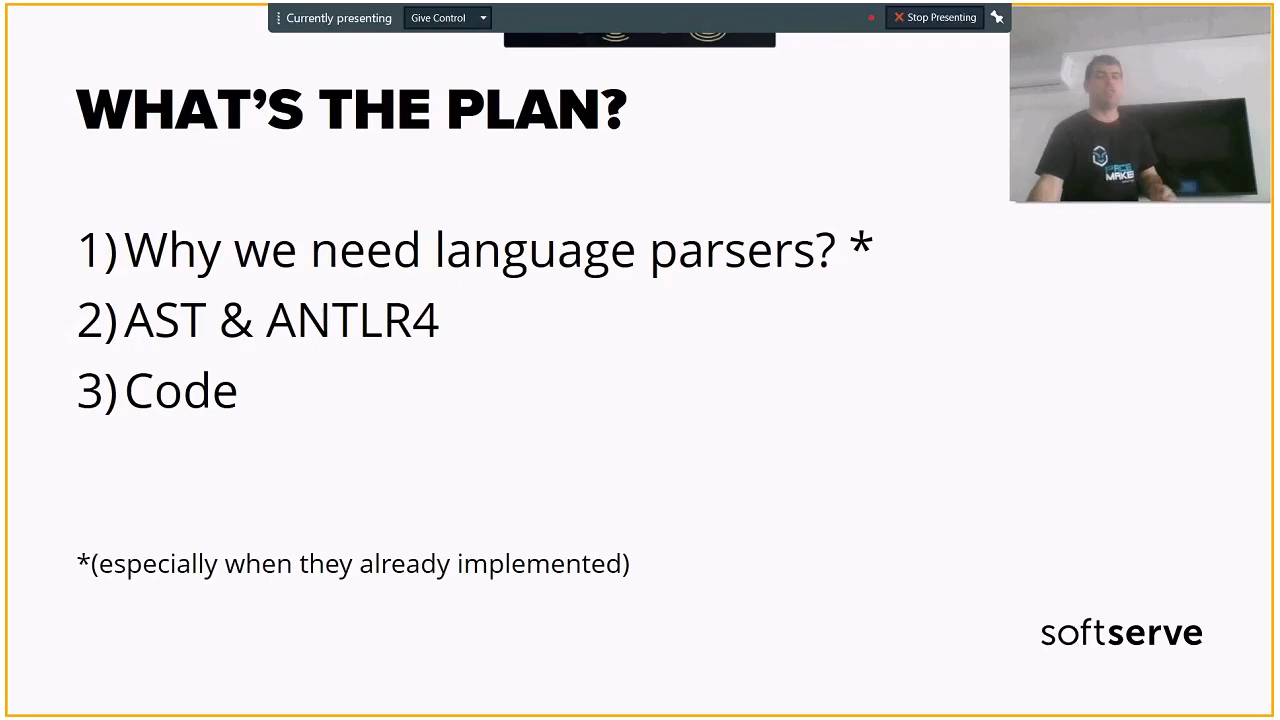 Currently presenting
Give Control
Stop Presenting
WHAT'S THE PLAN?
1) Why we need language parsers? *
2) AST & ANTLR4
3) Code
*(especially when they already implemented)
softserve